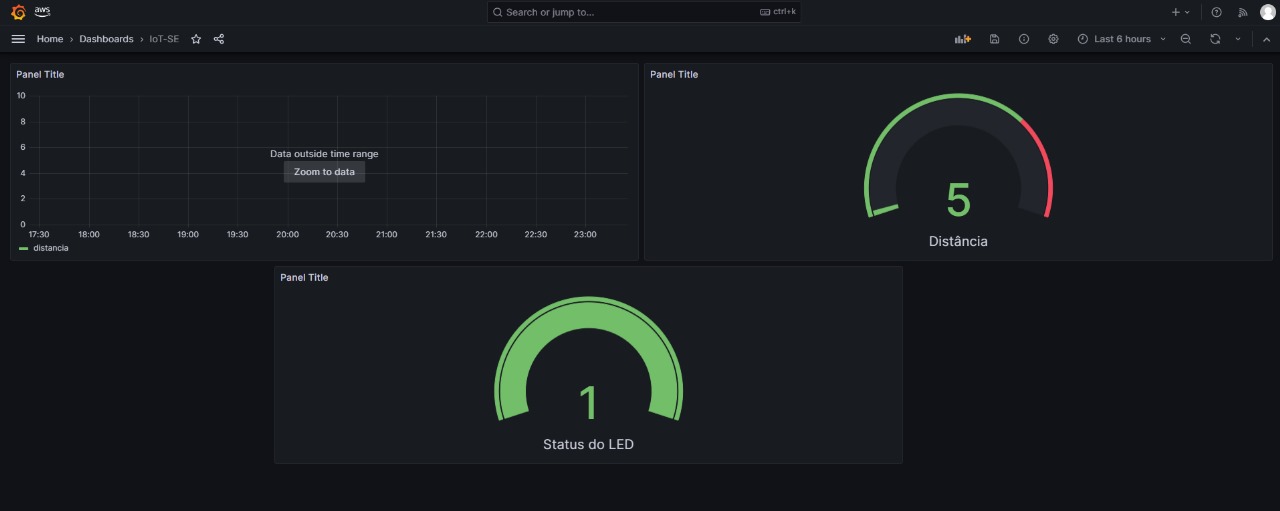 aws
Search or jump to...
ctrl+k
Home › Dashboards › IoT-SE
Last 6 hours
Panel Title
10
8
6
4
2
0
Data outside time range
Zoom to data
17:30 18:00 18:30 19:00 19:30 20:00 20:30 21:00 21:30 22:00 22:30 23:00
distancia
Panel Title
5
Distância
Panel Title
1
Status do LED